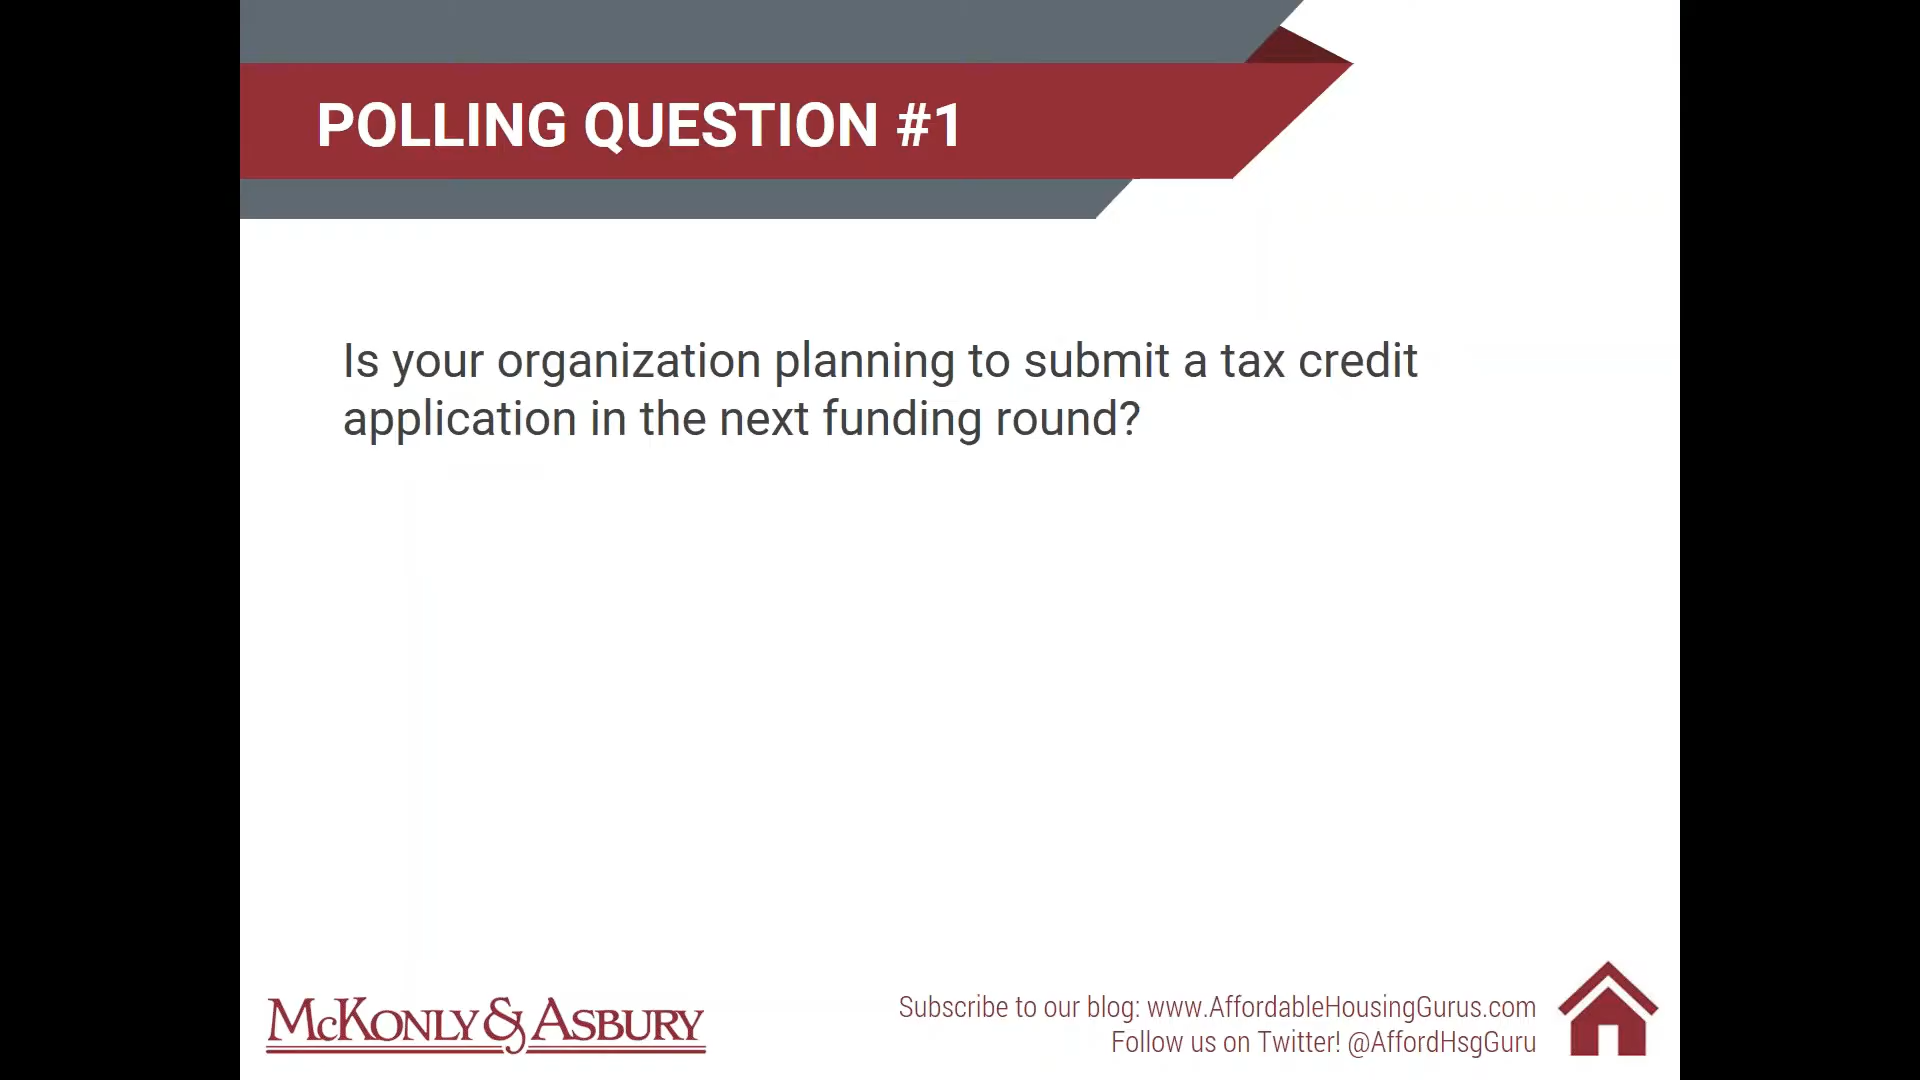 POLLING QUESTION #1
Is your organization planning to submit a tax credit
application in the next funding round?
McKonly & Asbury
Subscribe to our blog: www.AffordableHousingGurus.com
Follow us on Twitter! @AffordHsgGuru